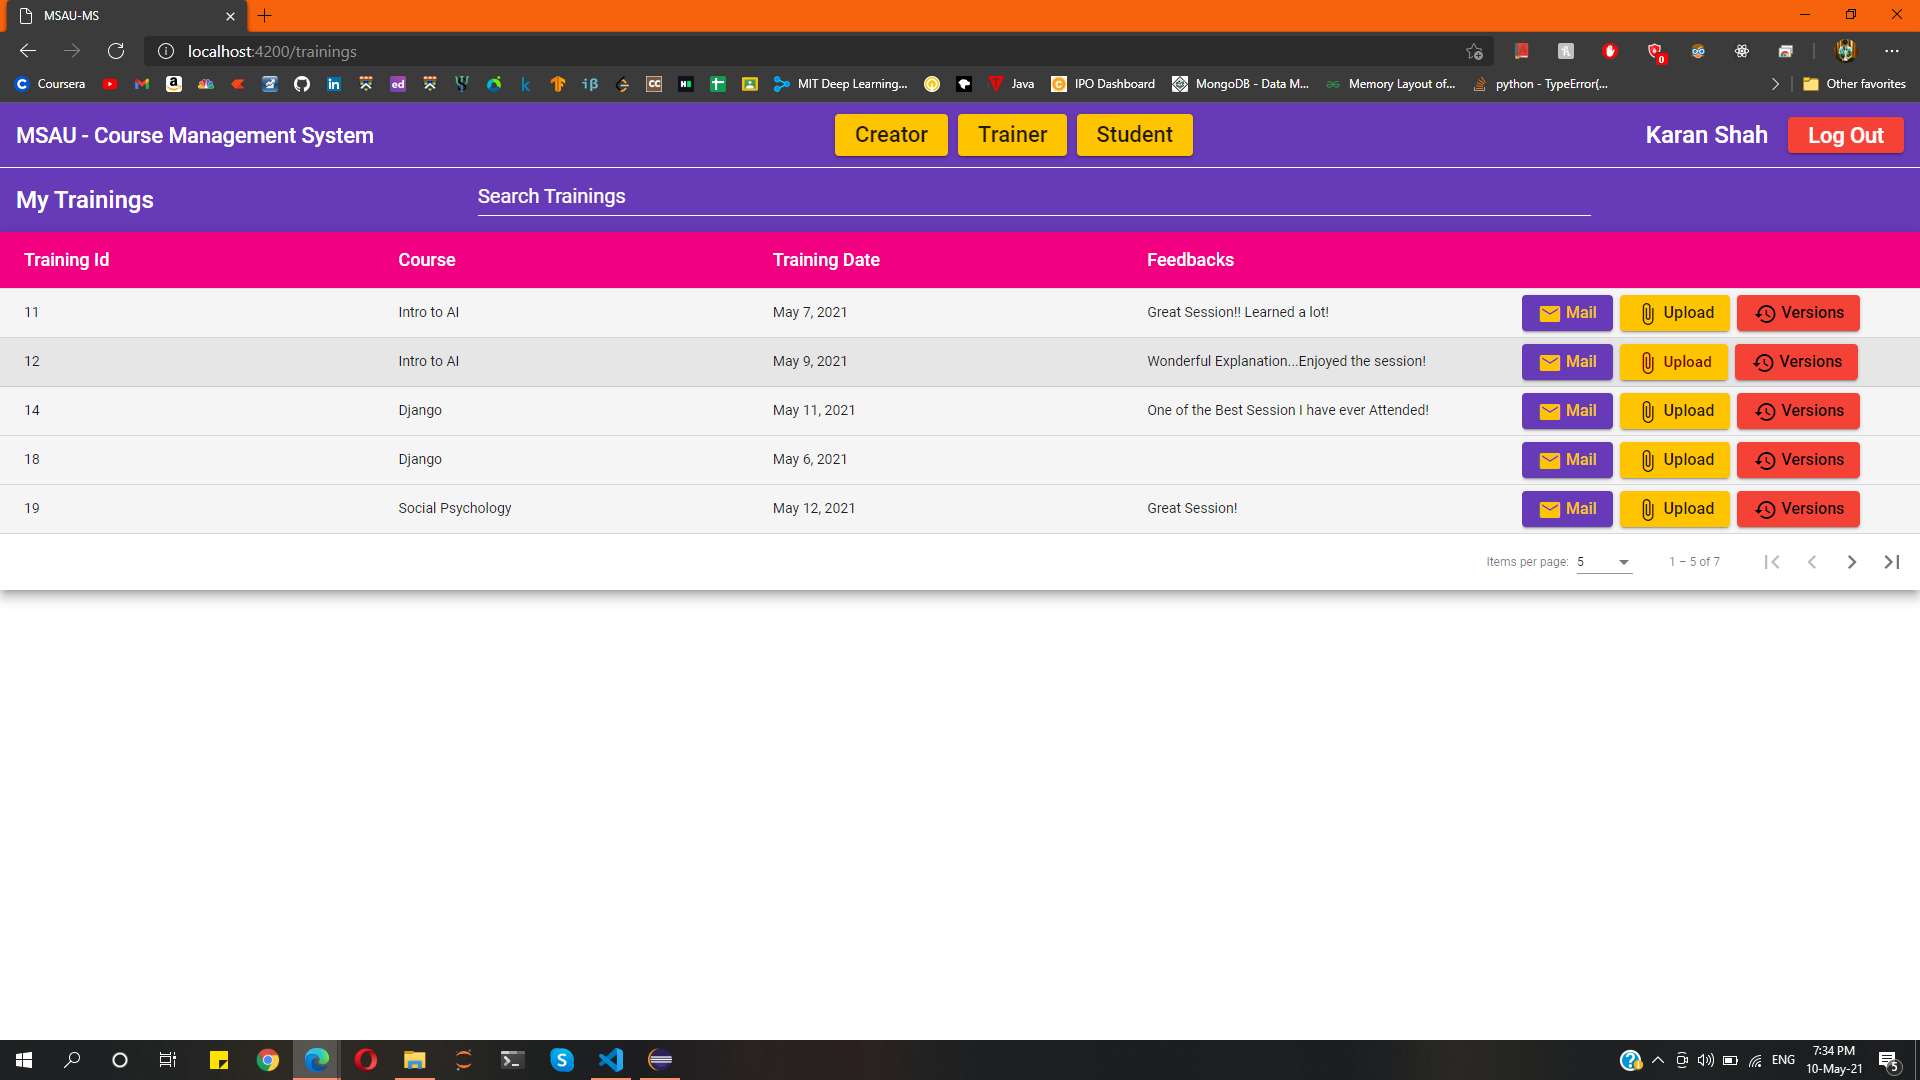 MSAU-MS
localhost:4200/trainings
0
Coursera
ed
k
iβ
CC
MIT Deep Learning...
Java
IPO Dashboard
MongoDB - Data M...
Memory Layout of...
python - TypeError(...
Other favorites
MSAU - Course Management System
Creator
Trainer
Student
Karan Shah
Log Out
My Trainings
Search Trainings
Training Id Course Training Date Feedbacks
11 Intro to AI May 7, 2021 Great Session!! Learned a lot! Mail Upload Versions
12 Intro to AI May 9, 2021 Wonderful Explanation...Enjoyed the session! Mail Upload Versions
14 Django May 11, 2021 One of the Best Session I have ever Attended! Mail Upload Versions
18 Django May 6, 2021 Mail Upload Versions
19 Social Psychology May 12, 2021 Great Session! Mail Upload Versions
Items per page: 5 1 – 5 of 7
ENG
7:34 PM
10-May-21
5